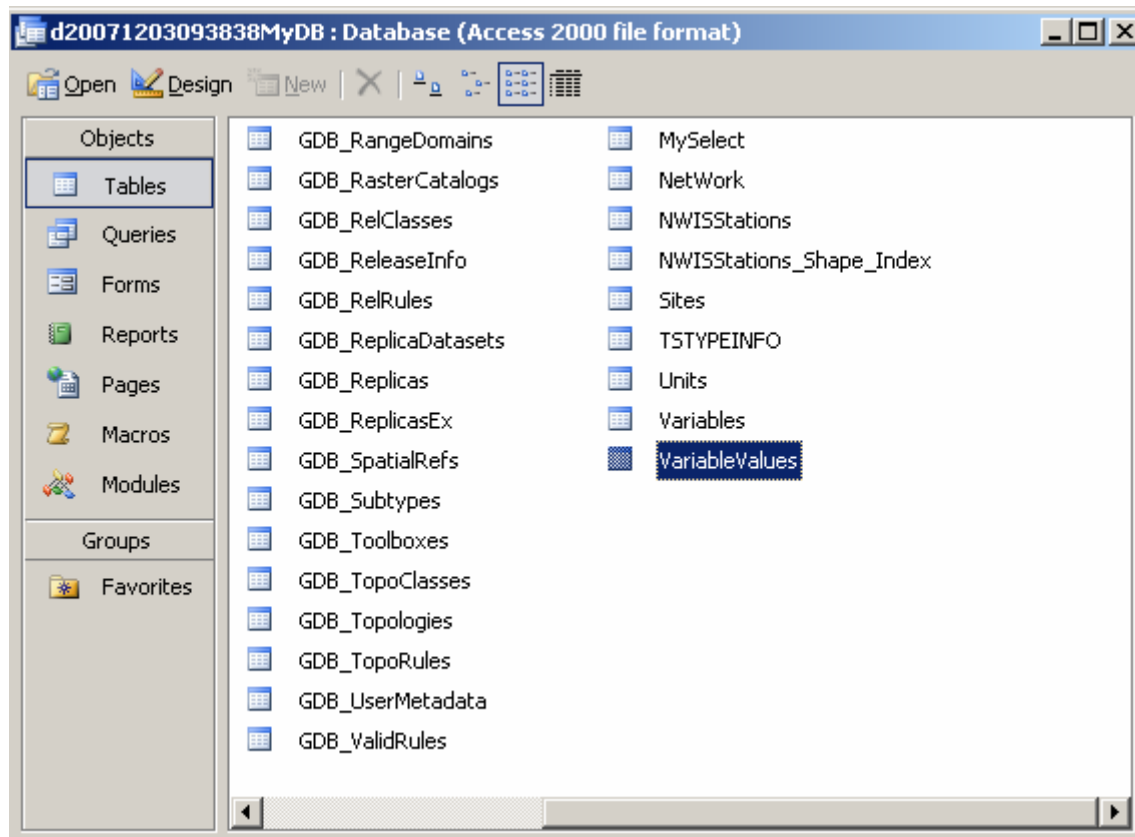 d20071203093838MyDB : Database (Access 2000 file format)
Open Design New
Objects
Tables
Queries
Forms
Reports
Pages
Macros
Modules
Groups
Favorites
GDB_RangeDomains
GDB_RasterCatalogs
GDB_RelClasses
GDB_ReleaseInfo
GDB_RelRules
GDB_ReplicaDatasets
GDB_Replicas
GDB_ReplicasEx
GDB_SpatialRefs
GDB_Subtypes
GDB_Toolboxes
GDB_TopoClasses
GDB_Topologies
GDB_TopoRules
GDB_UserMetadata
GDB_ValidRules
MySelect
NetWork
NWISStations
NWISStations_Shape_Index
Sites
TSTYPEINFO
Units
Variables
VariableValues